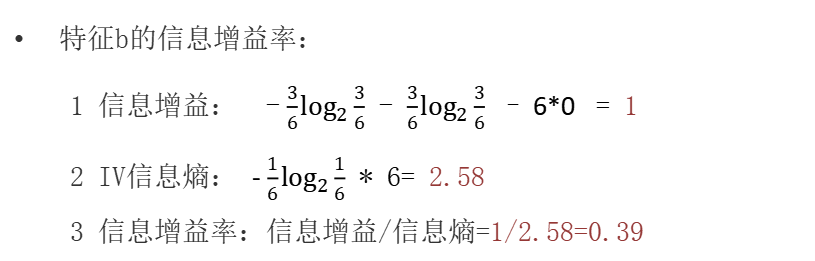 • 特征b的信息增益率：
1 信息增益： -3/6log₂3/6 - 3/6log₂3/6 - 6*0 = 1
2 IV信息熵： -1/6log₂1/6 * 6= 2.58
3 信息增益率：信息增益/信息熵=1/2.58=0.39